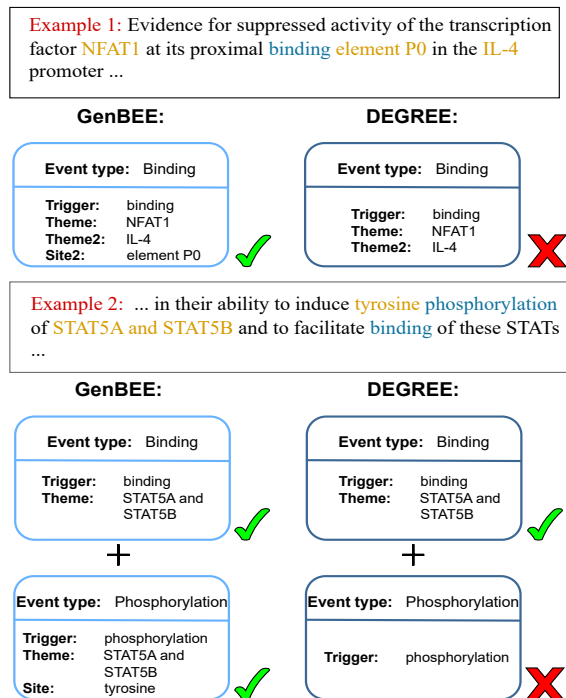 Example 1: Evidence for suppressed activity of the transcription
factor NFAT1 at its proximal binding element P0 in the IL-4
promoter ...
GenBEE:
DEGREE:
Event type: Binding
Trigger: binding
Theme: NFAT1
Theme2: IL-4
Site2: element P0
Event type: Binding
Trigger: binding
Theme: NFAT1
Theme2: IL-4
Example 2: ... in their ability to induce tyrosine phosphorylation
of STAT5A and STAT5B and to facilitate binding of these STATs
...
GenBEE:
DEGREE:
Event type: Binding
Trigger: binding
Theme: STAT5A and
STAT5B
Event type: Binding
Trigger: binding
Theme: STAT5A and
STAT5B
+
+
Event type: Phosphorylation
Trigger: phosphorylation
Theme: STAT5A and
STAT5B
Site: tyrosine
Event type: Phosphorylation
Trigger: phosphorylation